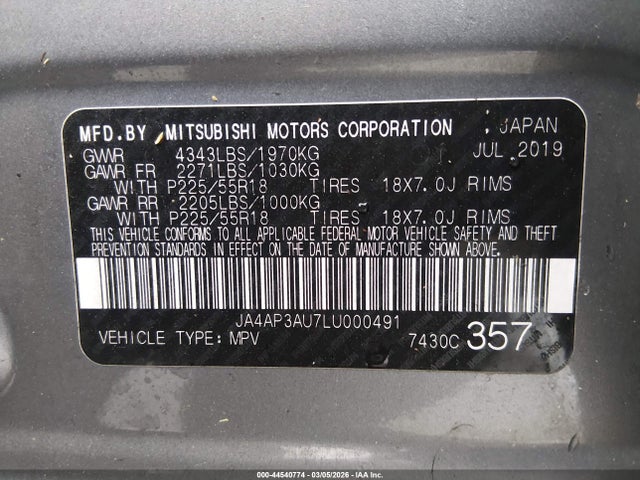 MFD.BY MITSUBISHI MOTORS CORPORATION JAPAN
GVWR 4343LBS/1970KG JUL.2019
GAWR FR 2271LBS/1030KG
WITH P225/55R18 TIRES 18X7.0J RIMS
GAWR RR 2205LBS/1000KG
WITH P225/55R18 TIRES 18X7.0J RIMS
THIS VEHICLE CONFORMS TO ALL APPLICABLE FEDERAL MOTOR VEHICLE SAFETY AND THEFT
PREVENTION STANDARDS IN EFFECT ON THE DATE OF MANUFACTURE SHOWN ABOVE.
JA4AP3AU7LU000491
VEHICLE TYPE: MPV 7430C 357
000-44540774 - 03/05/2026 - IAA Inc.